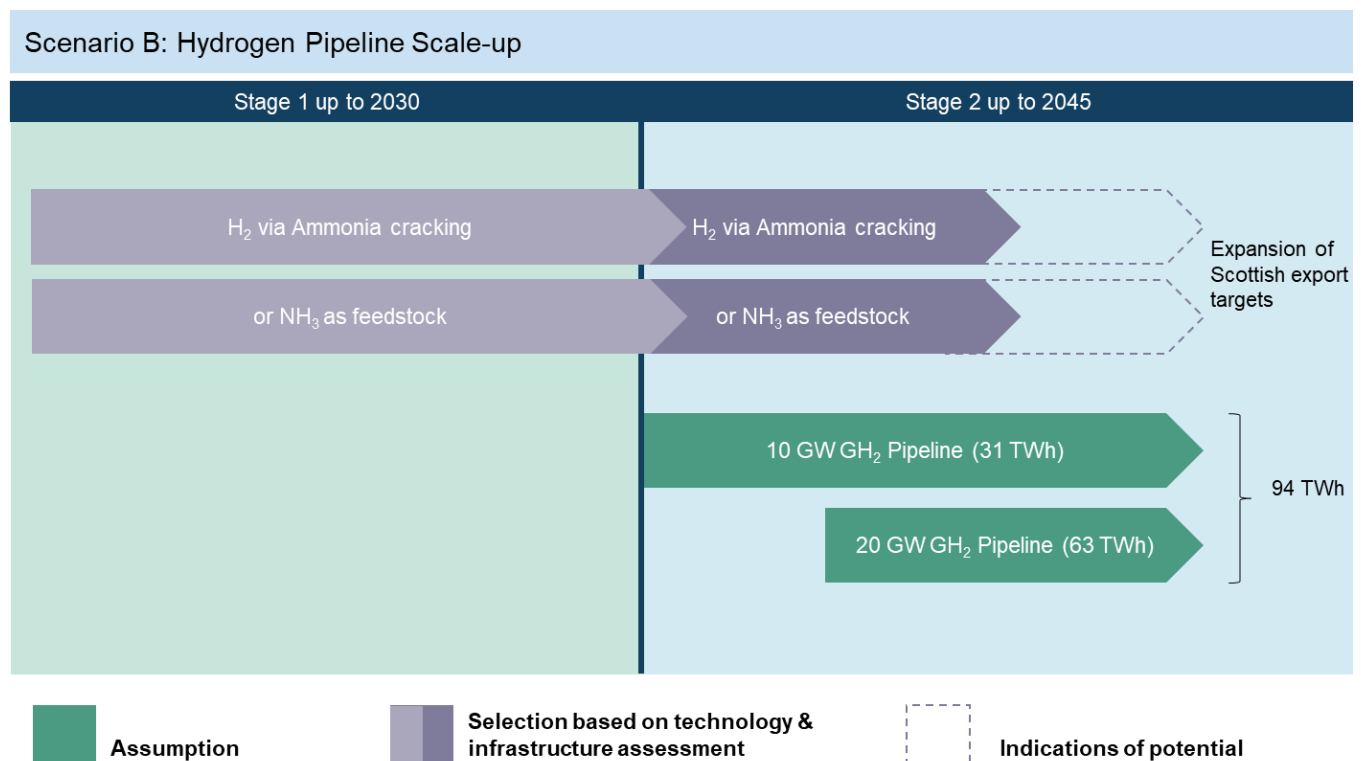 Scenario B: Hydrogen Pipeline Scale-up
Stage 1 up to 2030
Stage 2 up to 2045
H₂ via Ammonia cracking
H₂ via Ammonia cracking
or NH₃ as feedstock
or NH₃ as feedstock
Expansion of
Scottish export
targets
10 GW GH₂ Pipeline (31 TWh)
20 GW GH₂ Pipeline (63 TWh)
94 TWh
Assumption
Selection based on technology &
infrastructure assessment
Indications of potential